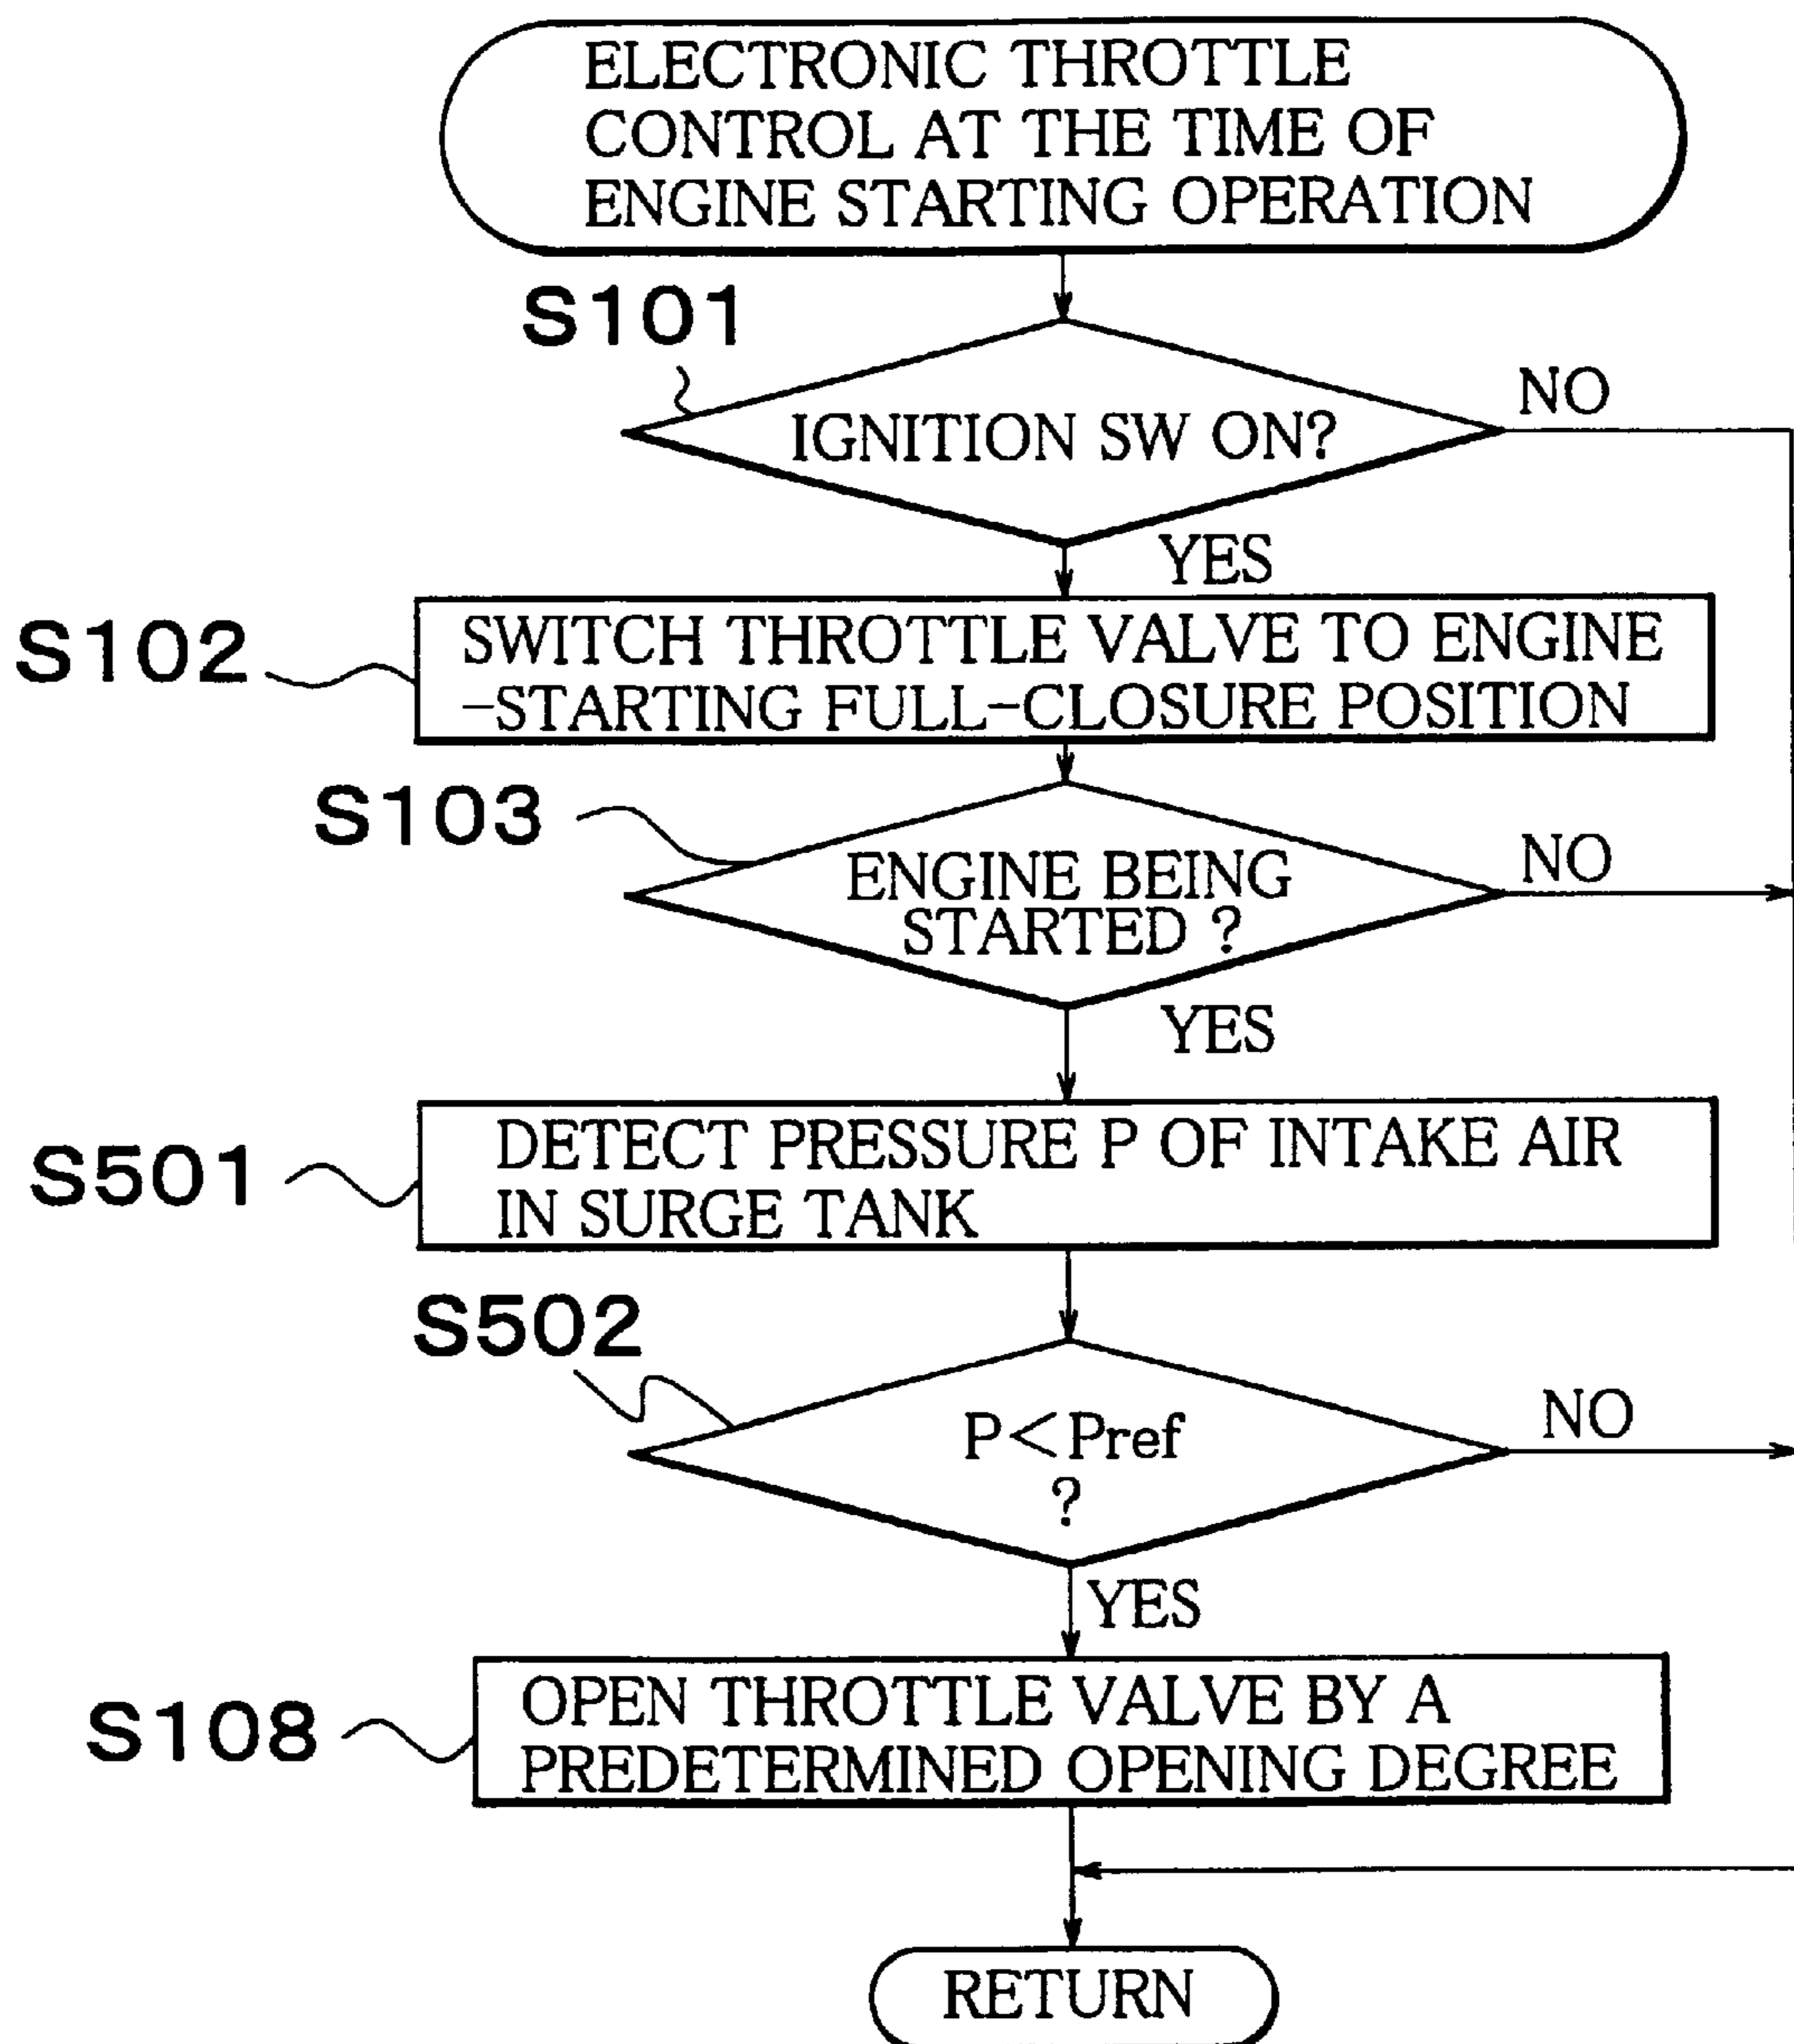 ELECTRONIC THROTTLE
CONTROL AT THE TIME OF
ENGINE STARTING OPERATION
S101
IGNITION SW ON?
NO
YES
S102
SWITCH THROTTLE VALVE TO ENGINE
-STARTING FULL-CLOSURE POSITION
S103
ENGINE BEING
STARTED ?
NO
YES
S501
DETECT PRESSURE P OF INTAKE AIR
IN SURGE TANK
S502
P<Pref
?
NO
YES
S108
OPEN THROTTLE VALVE BY A
PREDETERMINED OPENING DEGREE
RETURN